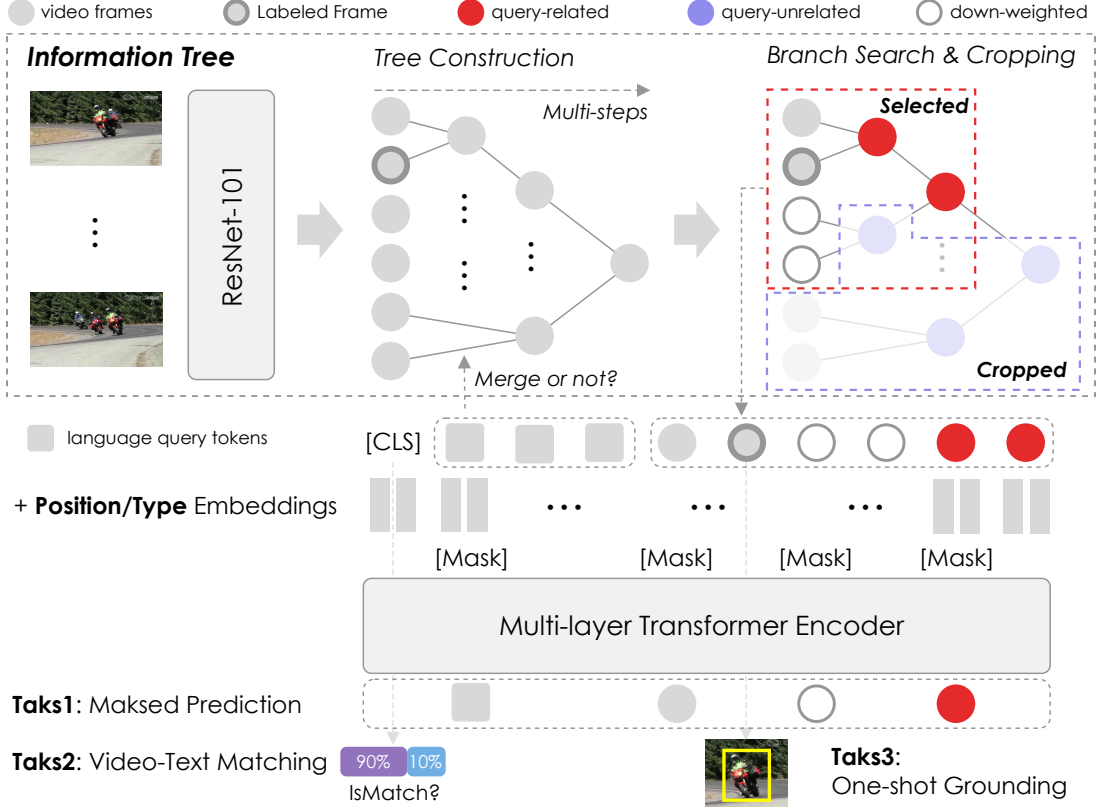 video frames
Labeled Frame
query-related
query-unrelated
down-weighted
Information Tree
Tree Construction
Branch Search & Cropping
Multi-steps
Selected
ResNet-101
Merge or not?
Cropped
language query tokens
[CLS]
+ Position/Type Embeddings
[Mask] [Mask] [Mask] [Mask]
Multi-layer Transformer Encoder
Taks1: Maksed Prediction
Taks2: Video-Text Matching
90% 10%
IsMatch?
Taks3:
One-shot Grounding